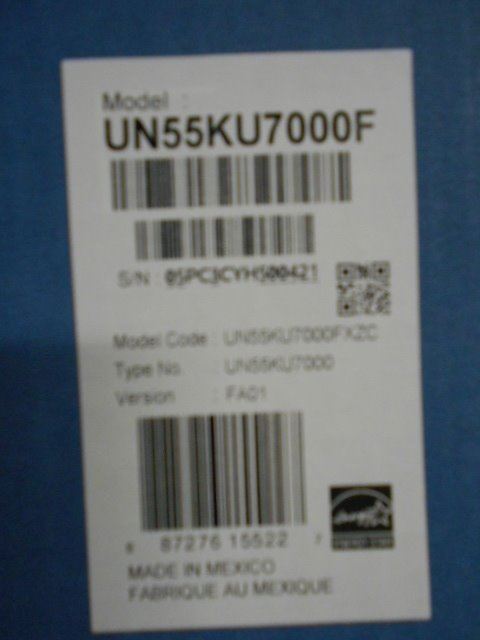 Model :
UN55KU7000F
S/N : 05PCJCYH500421
Model Code : UN55KU7000FXZC
Type No. : UN55KU7000
Version : FA01
8 87276 15522 7
MADE IN MEXICO
FABRIQUE AU MEXIQUE